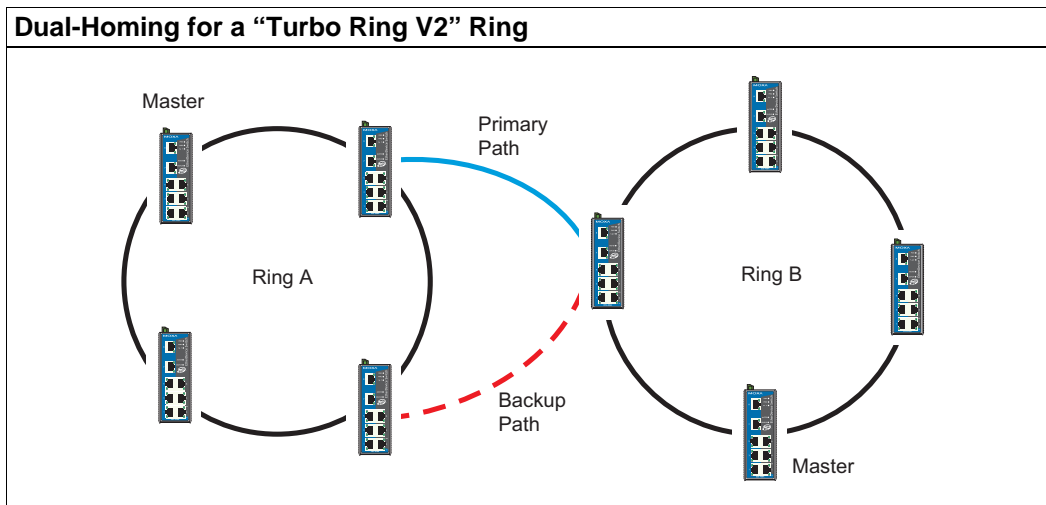 Dual-Homing for a “Turbo Ring V2” Ring
Master
Primary
Path
Ring A
Ring B
Backup
Path
Master